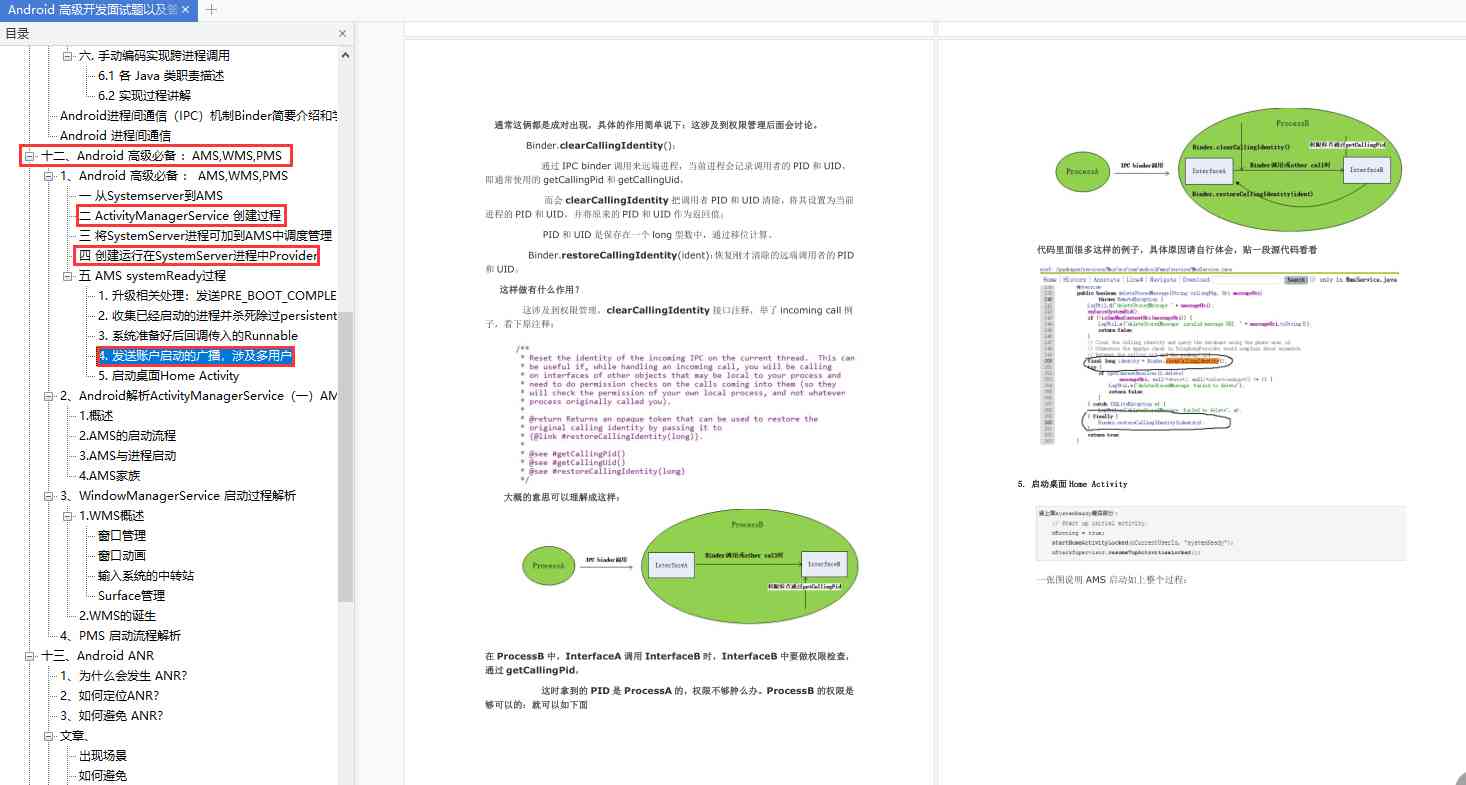 Android 高级开发面试题以及
目录
六. 手动编码实现跨进程调用
6.1 各 Java 类职责描述
6.2 实现过程讲解
Android进程间通信（IPC）机制Binder简要介绍和
Android 进程间通信
十二、Android 高级必备 ：AMS,WMS,PMS
1、Android 高级必备 ： AMS,WMS,PMS
一 从Systemserver到AMS
二 ActivityManagerService 创建过程
三 将SystemServer进程可加到AMS中调度管理
四 创建运行在SystemServer进程中Provider
五 AMS systemReady过程
1. 升级相关处理：发送PRE_BOOT_COMPLE
2. 收集已经启动的进程并杀死除过persistent
3. 系统准备好后回调传入的Runnable
4. 发送账户启动的广播，涉及多用户
5. 启动桌面Home Activity
2、Android解析ActivityManagerService（一）AM
1.概述
2.AMS的启动流程
3.AMS与进程启动
4.AMS家族
3、WindowManagerService 启动过程解析
1.WMS概述
窗口管理
窗口动画
输入系统的中转站
Surface管理
2.WMS的诞生
4、PMS 启动流程解析
十三、Android ANR
1、为什么会发生 ANR?
2、如何定位ANR?
3、如何避免 ANR?
文章、
出现场景
如何避免
通常这俩都是成对出现，具体的作用简单说下：这涉及到权限管理后面会讨论。
Binder.clearCallingIdentity();
通过 IPC binder 调用来远端进程，当前进程会记录调用者的 PID 和 UID，
即通常使用的 getCallingPid 和 getCallingUid。
而会 clearCallingIdentity 把调用者 PID 和 UID 清除，将其设置为当前
进程的 PID 和 UID，并将原来的 PID 和 UID 作为返回值;
PID 和 UID 是保存在一个 long 型数中，通过移位计算。
Binder.restoreCallingIdentity(ident):恢复刚才清除的远端调用者的 PID
和 UID。
这样做有什么作用?
这涉及到权限管理，clearCallingIdentity 接口注释，举了 incoming call 例
子，看下原注释：
/**
* Reset the identity of the incoming IPC on the current thread.  This can
* be useful if, while handling an incoming call, you will be calling
* on interfaces of other objects that may be local to your process and
* need to do permission checks on the calls coming into them (so they
* will check the permission of your own local process, and not whatever
* process originally called you).
*
* @return Returns an opaque token that can be used to restore the
* original calling identity by passing it to
* {@link #restoreCallingIdentity(long)}.
*
* @see #getCallingPid()
* @see #getCallingUid()
* @see #restoreCallingIdentity(long)
*/
大概的意思可以理解成这样：
ProcessB
ProcessA
IPC binder调用
InterfaceA
Binder调用或other call时
InterfaceB
权限检查通过getCallingPid
在 ProcessB 中，InterfaceA 调用 InterfaceB 时，InterfaceB 中要做权限检查，
通过 getCallingPid，
这时拿到的 PID 是 ProcessA 的，权限不够肿么办。ProcessB 的权限是
够可以的：就可以如下面
ProcessB
Binder.clearCallingIdentity()
权限检查通过getCallingPid
ProcessA
IPC binder调用
InterfaceA
Binder调用或other call时
InterfaceB
Binder.restoreCallingIdentity(ident)
代码里面很多这样的例子，具体原因请自行体会，贴一段源代码看看
Home | History | Annotate | Line# | Navigate | Download
Search
only in MmsService.java
return false
final long identity = Binder.clearCallingIdentity();
return false
finally {
Binder.restoreCallingIdentity(identity)
return true
5. 启动桌面 Home Activity
// Start up initial activity.
mBooting = true;
startHomeActivityLocked(mCurrentUserId, "systemReady");
一张图说明 AMS 启动如上整个过程：